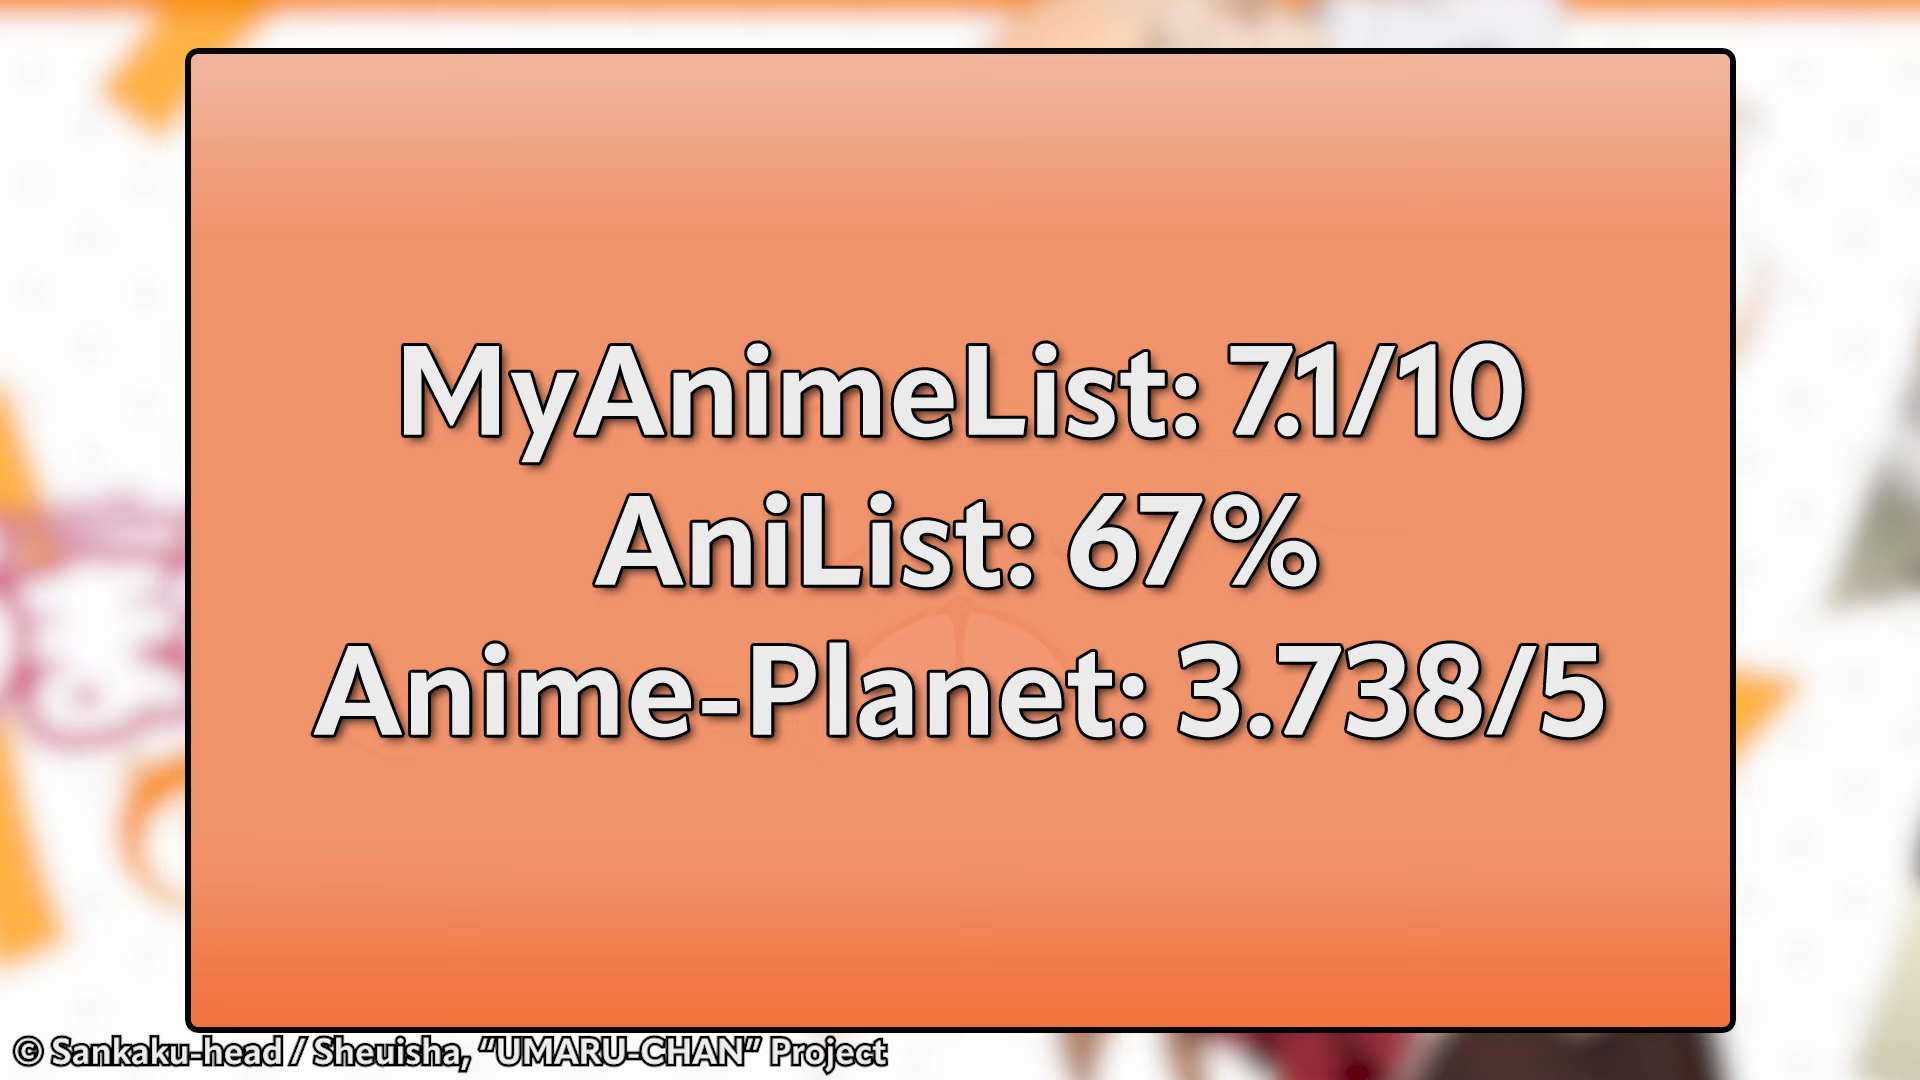 MyAnimeList: 7.1/10
AniList: 67%
Anime-Planet: 3.738/5
© Sankaku-head / Sheuisha, “UMARU-CHAN” Project